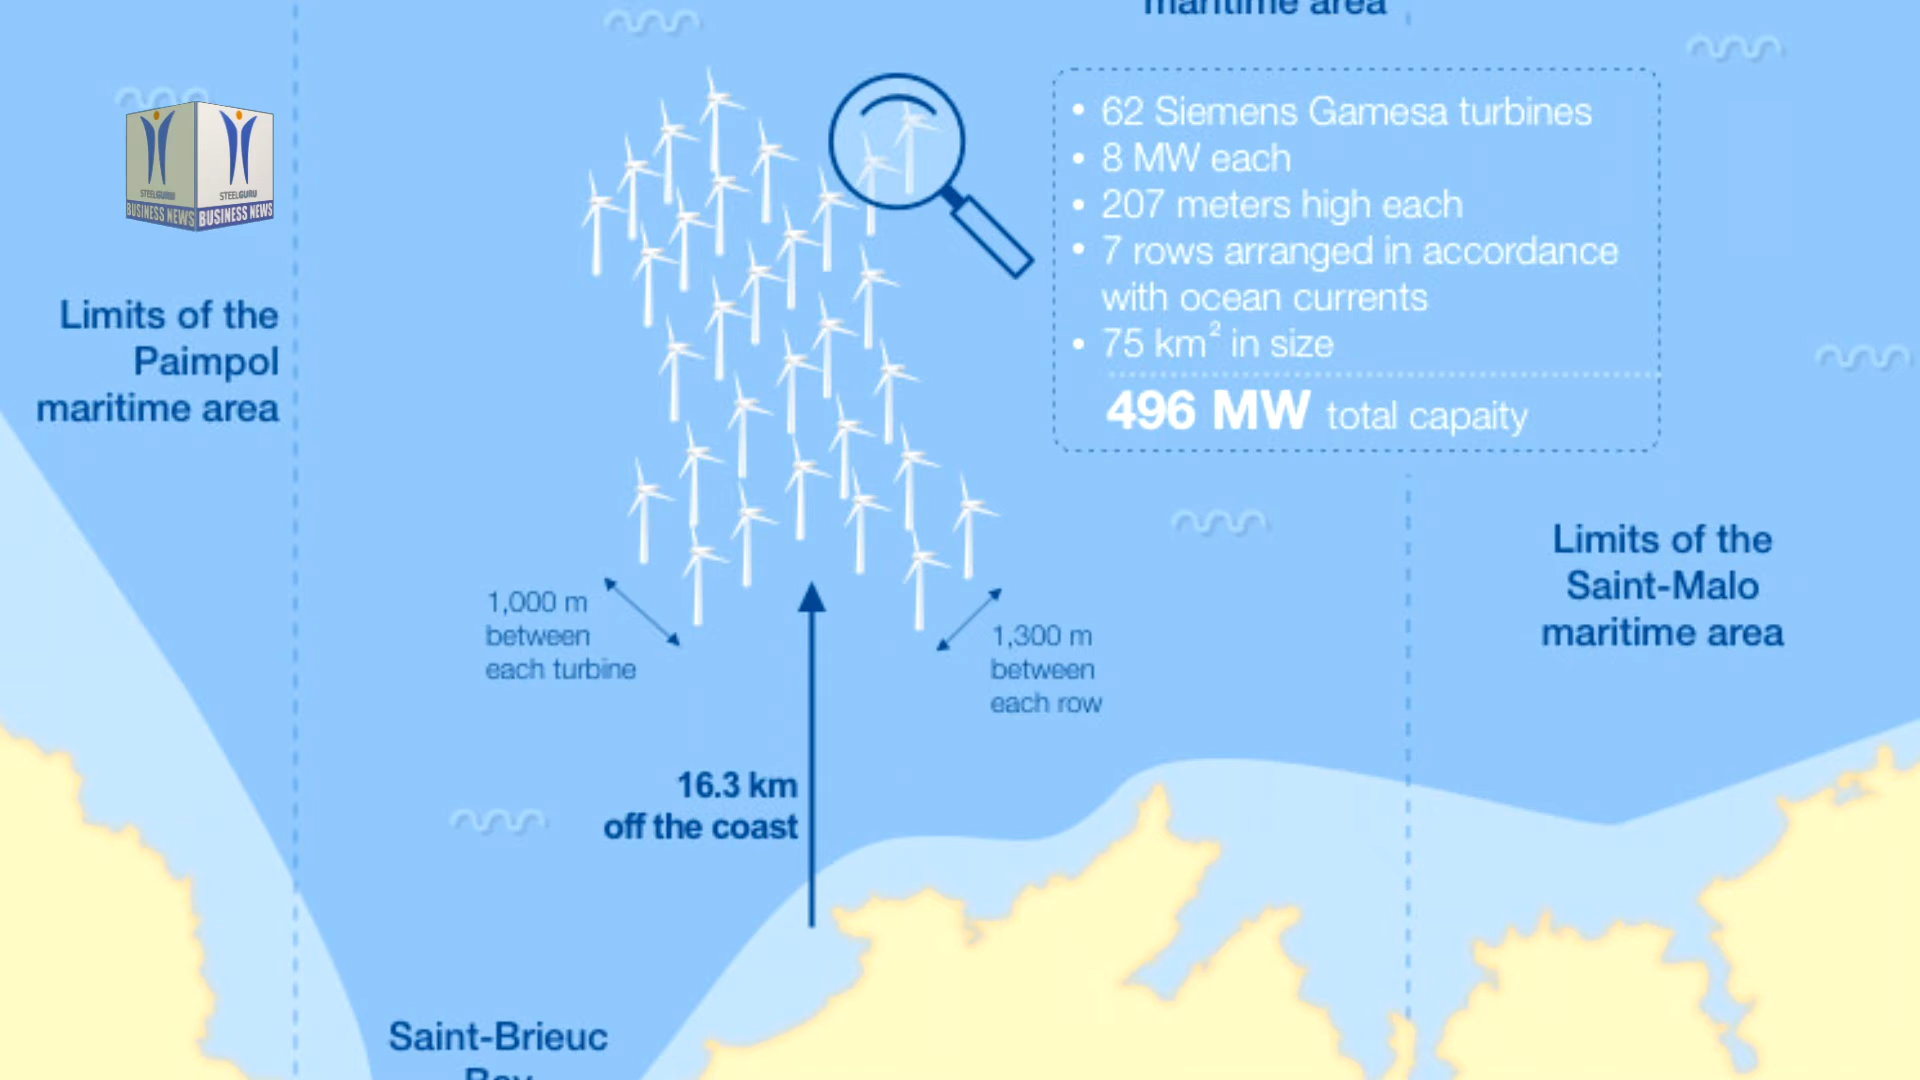 maritime area
STEELGURU
BUSINESS NEWS
STEELGURU
BUSINESS NEWS
• 62 Siemens Gamesa turbines
• 8 MW each
• 207 meters high each
• 7 rows arranged in accordance
with ocean currents
• 75 km² in size
496 MW total capaity
Limits of the
Paimpol
maritime area
Limits of the
Saint-Malo
maritime area
1,000 m
between
each turbine
1,300 m
between
each row
16.3 km
off the coast
Saint-Brieuc
Bay